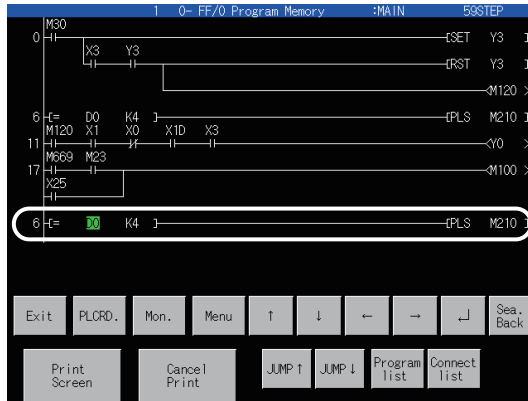 1 0- FF/0 Program Memory :MAIN 59STEP
M30
0 [SET Y3 ]
X3 Y3
[RST Y3 ]
<M120 >
6 [= D0 K4 ] [PLS M210 ]
M120 X1 X0 X1D X3
11 <Y0 >
M669 M23
17 <M100 >
X25
6 [= D0 K4 ] [PLS M210 ]
Exit PLCRD. Mon. Menu ↑ ↓ ← → ↵ Sea. Back
Print Screen Cancel Print JUMP↑ JUMP↓ Program list Connect list